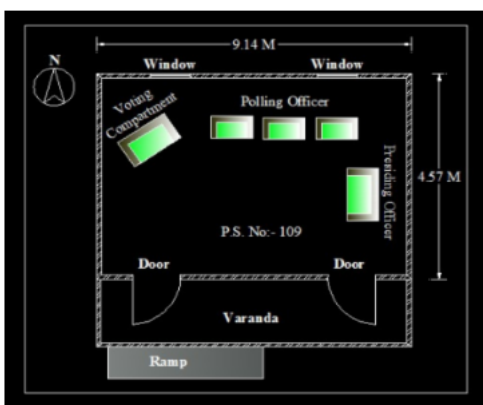 9.14 M
N
Window
Window
Voting
Compartment
Polling Officer
Presiding Officer
4.57 M
P.S. No:- 109
Door
Door
Varanda
Ramp